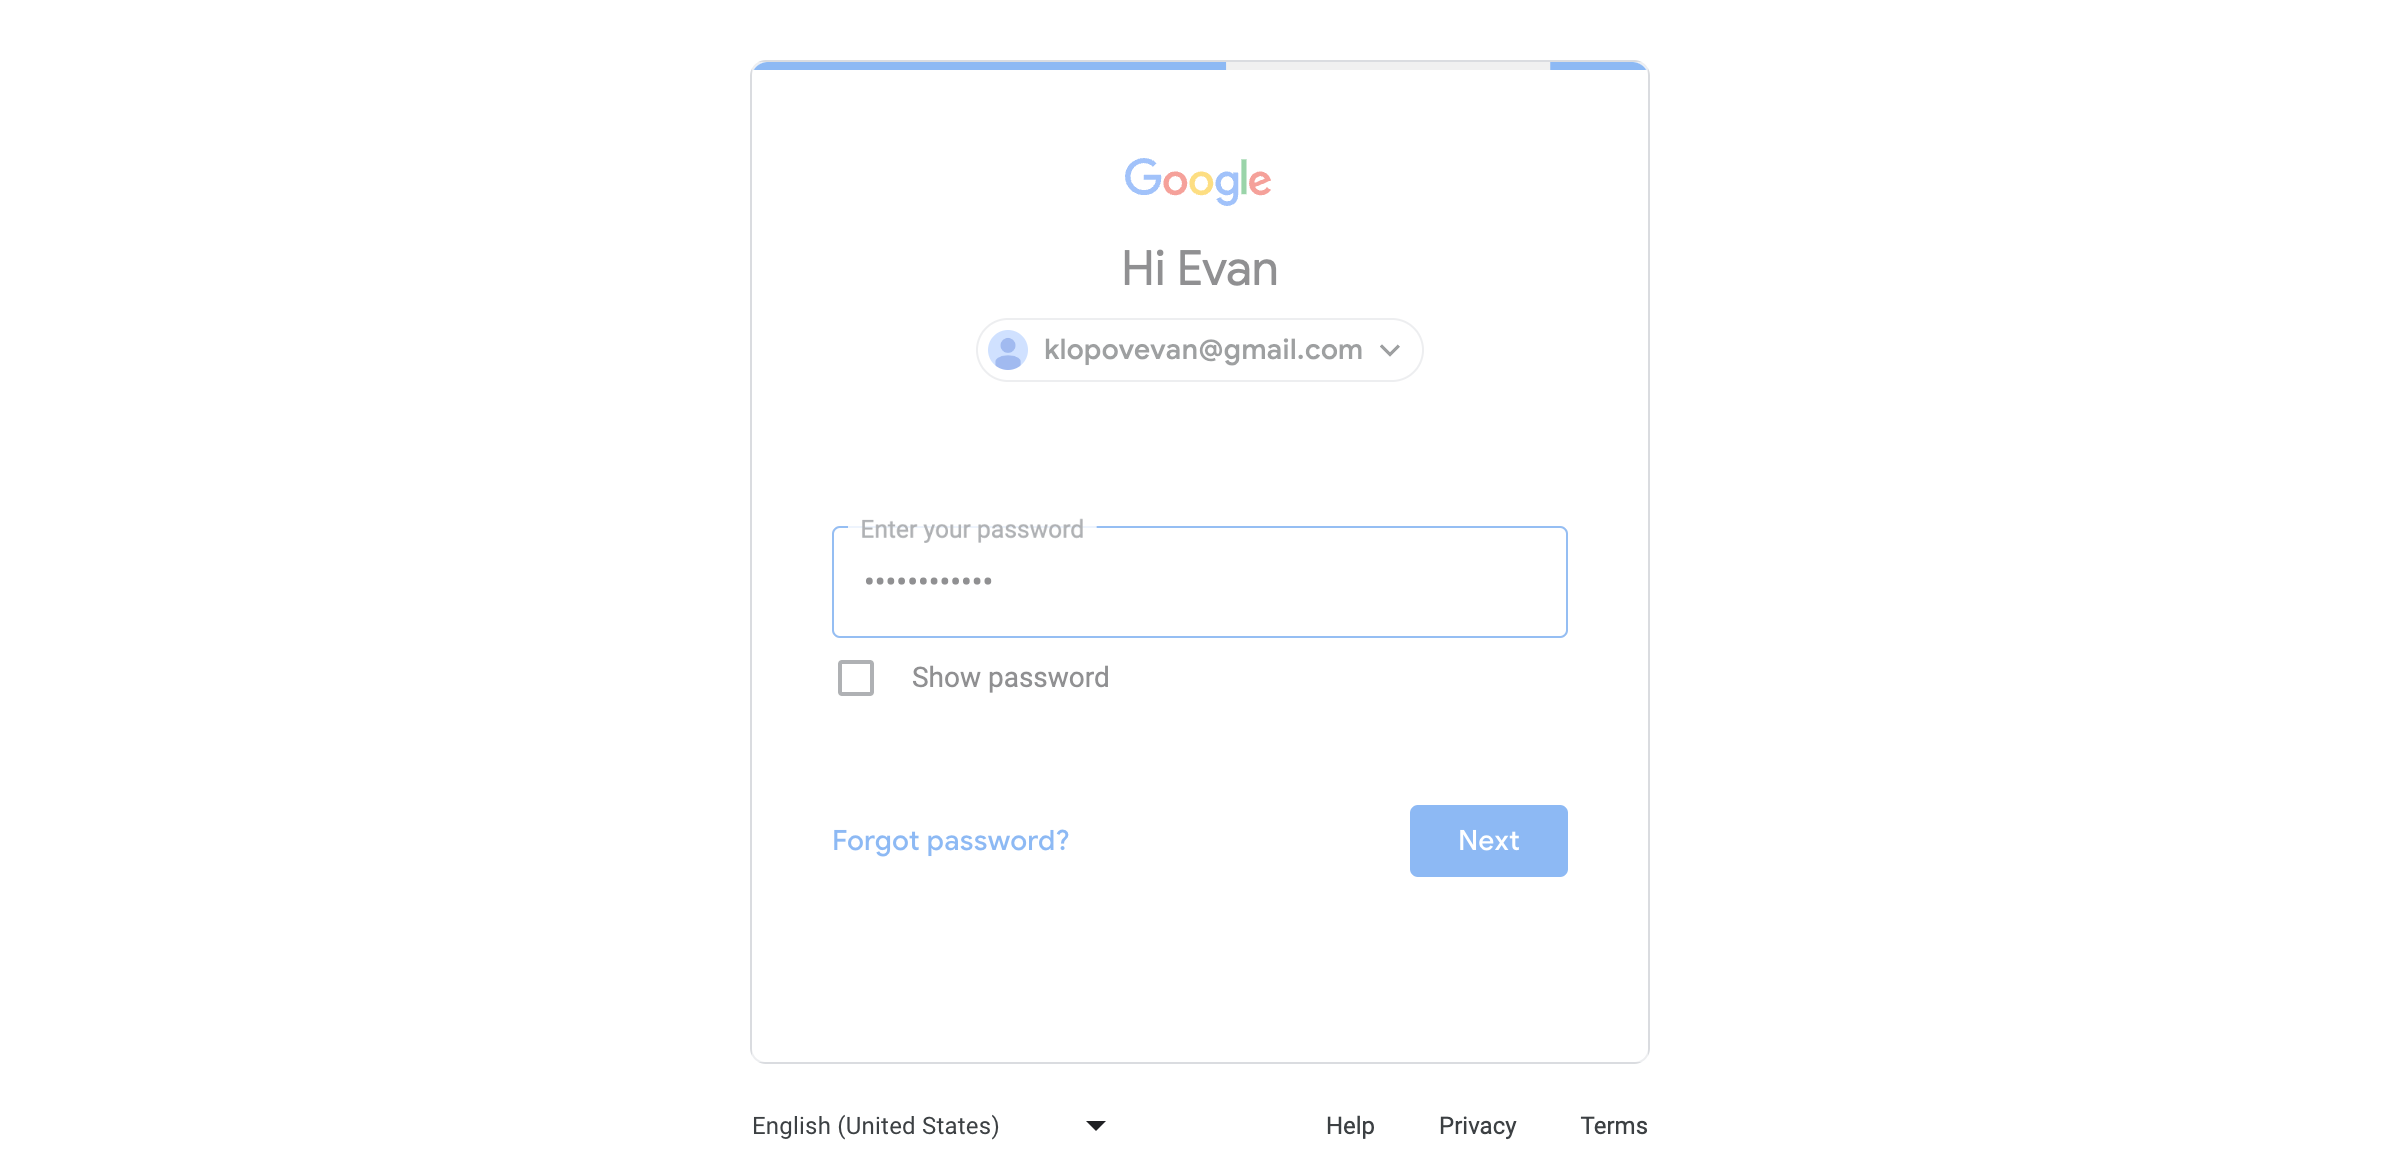 Google
Hi Evan
klopovevan@gmail.com
Enter your password
••••••••••••
Show password
Forgot password?
Next
English (United States)
Help
Privacy
Terms